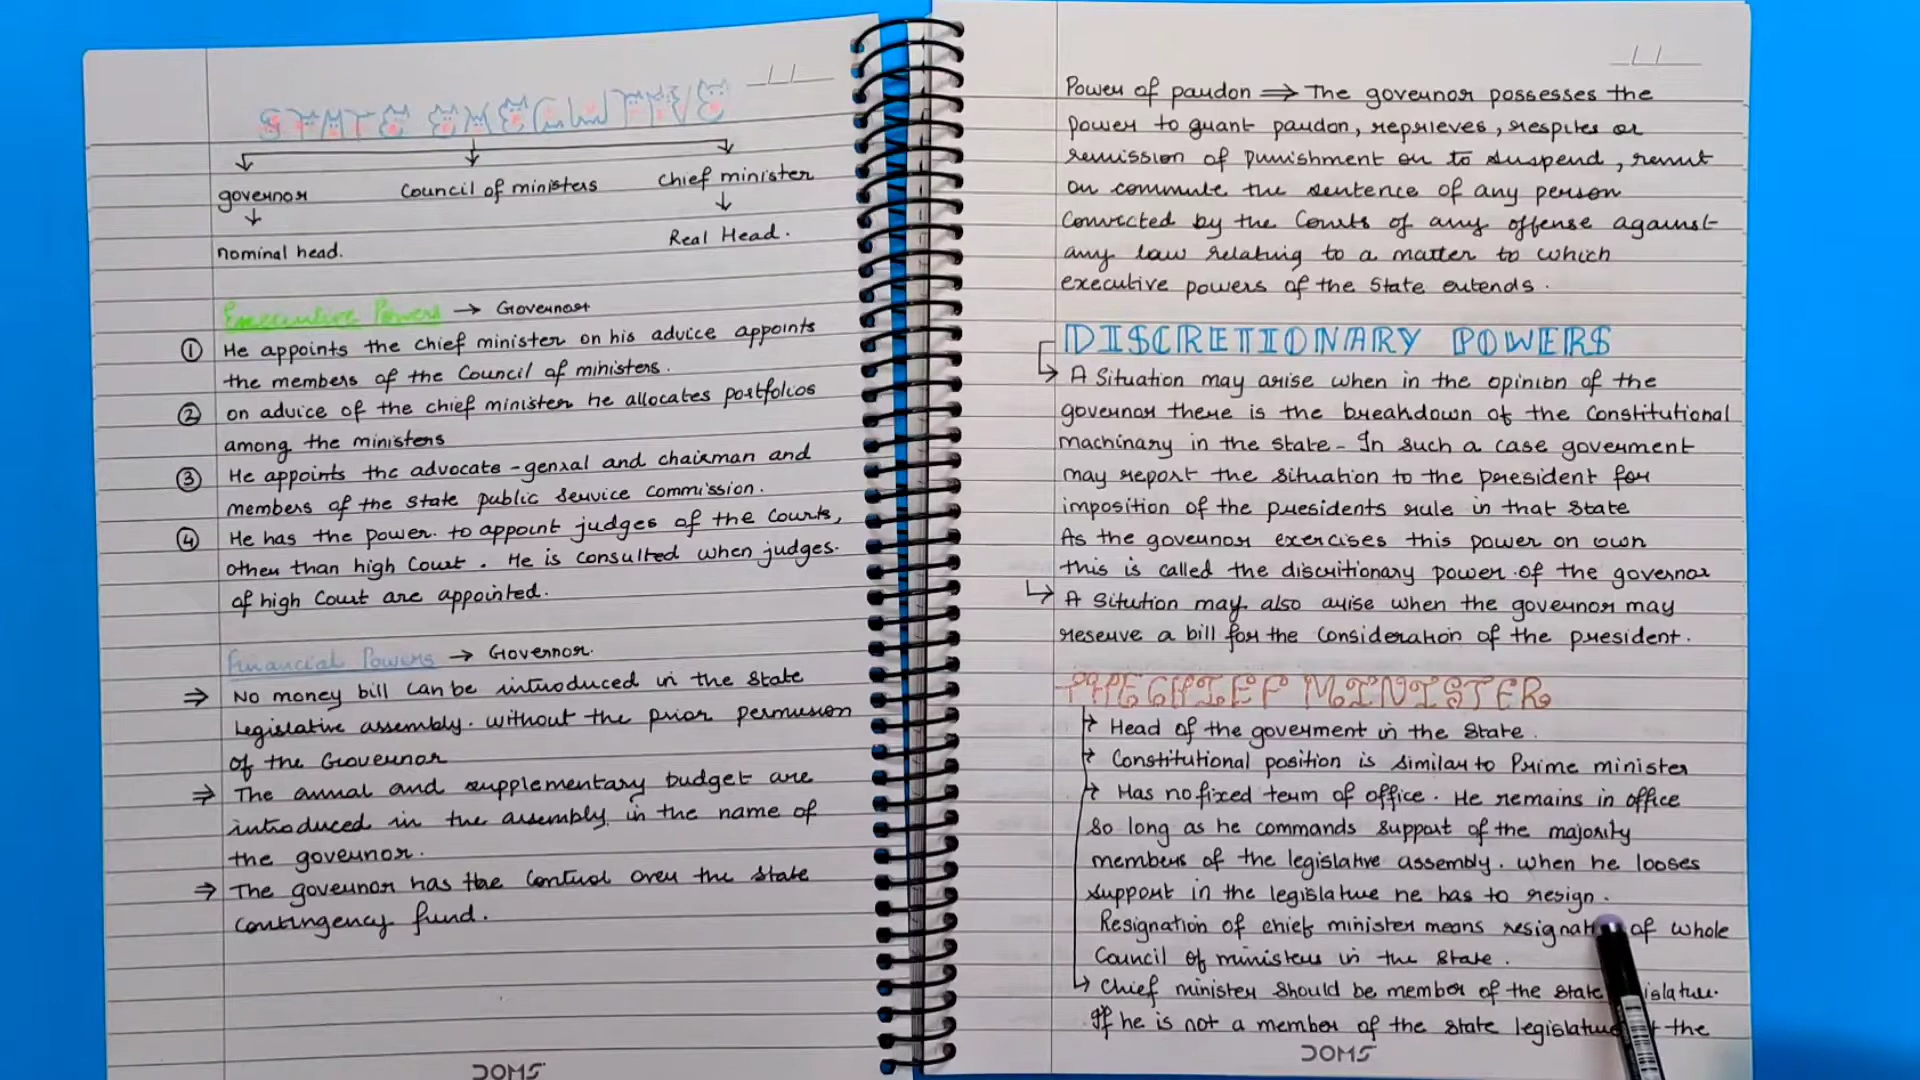 STATE EXECUTIVE
governor
Council of ministers
Chief minister
nominal head.
Real Head.
Executive Powers → Governor
① He appoints the chief minister on his advice appoints
the members of the Council of ministers.
② on advice of the chief minister he allocates portfolios
among the ministers
③ He appoints the advocate-genral and chairman and
members of the state public service commission.
④ He has the power. to appoint judges of the Courts,
other than high Court. He is consulted when judges.
of high Court are appointed.
Financial Powers → Governor.
⇒ No money bill can be introduced in the State
legislative assembly. without the prior permission
of the Governor
⇒ The annal and supplementary budget are
introduced in the assembly in the name of
the governor.
⇒ The governor has the control over the state
contingency fund.
DOMS
Power of pardon ⇒ The governor possesses the
power to grant pardon, reprieves, respites or
remission of punishment or to suspend, remit
or commute the sentence of any person
convicted by the Courts of any offense against
any law relating to a matter to which
executive powers of the State extends.
DISCRETIONARY POWERS
→ A Situation may arise when in the opinion of the
governor there is the breakdown of the Constitutional
machinary in the state - In such a case goverment
may report the situation to the president for
imposition of the presidents rule in that State
As the governor exercises this power on own
this is called the discritionary power of the governor
→ A Sitution may also arise when the governor may
reserve a bill for the consideration of the president.
THE CHIEF MINISTER
→ Head of the goverment in the State.
→ Constitutional position is similar to Prime minister
→ Has no fixed term of office. He remains in office
so long as he commands support of the majority
members of the legislative assembly. when he looses
support in the legislature he has to resign.
Resignation of chief minister means of whole
Council of ministers in the State.
→ Chief minister should be member of the state
If he is not a member of the state the
DOMS